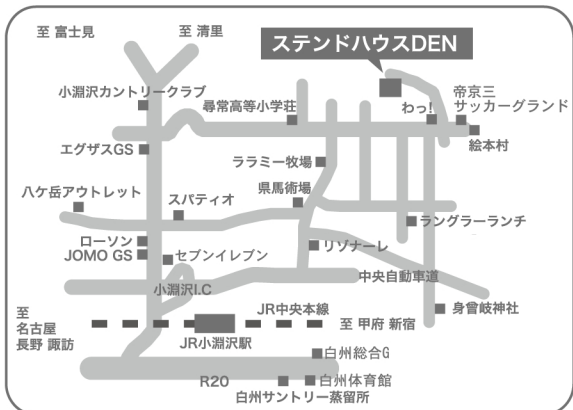 至 富士見
至 清里
ステンドハウスDEN
小淵沢カントリークラブ
尋常高等小学荘
わっ!
帝京三
サッカーグランド
絵本村
エグザスGS
ララミー牧場
県馬術場
八ケ岳アウトレット
スパティオ
ラングラーランチ
ローソン
JOMO GS
セブンイレブン
リゾナーレ
中央自動車道
小淵沢I.C
身曾岐神社
至
名古屋
長野 諏訪
JR中央本線
至 甲府 新宿
JR小淵沢駅
白州総合G
R20
白州体育館
白州サントリー蒸留所